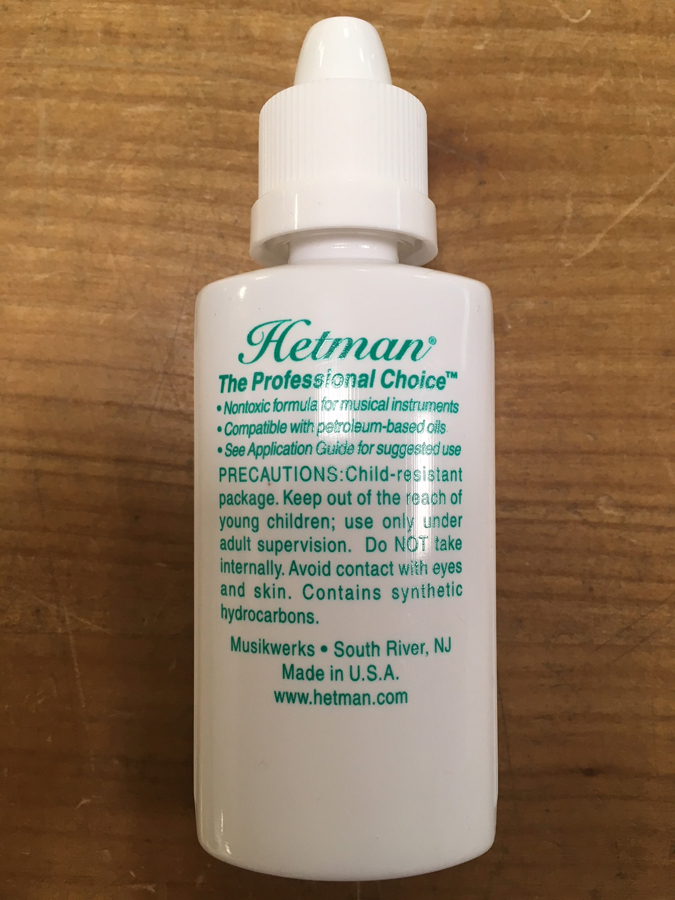 Hetman®
The Professional Choice™
• Nontoxic formula for musical instruments
• Compatible with petroleum-based oils
• See Application Guide for suggested use
PRECAUTIONS:Child-resistant
package. Keep out of the reach of
young children; use only under
adult supervision. Do NOT take
internally. Avoid contact with eyes
and skin. Contains synthetic
hydrocarbons.
Musikwerks • South River, NJ
Made in U.S.A.
www.hetman.com